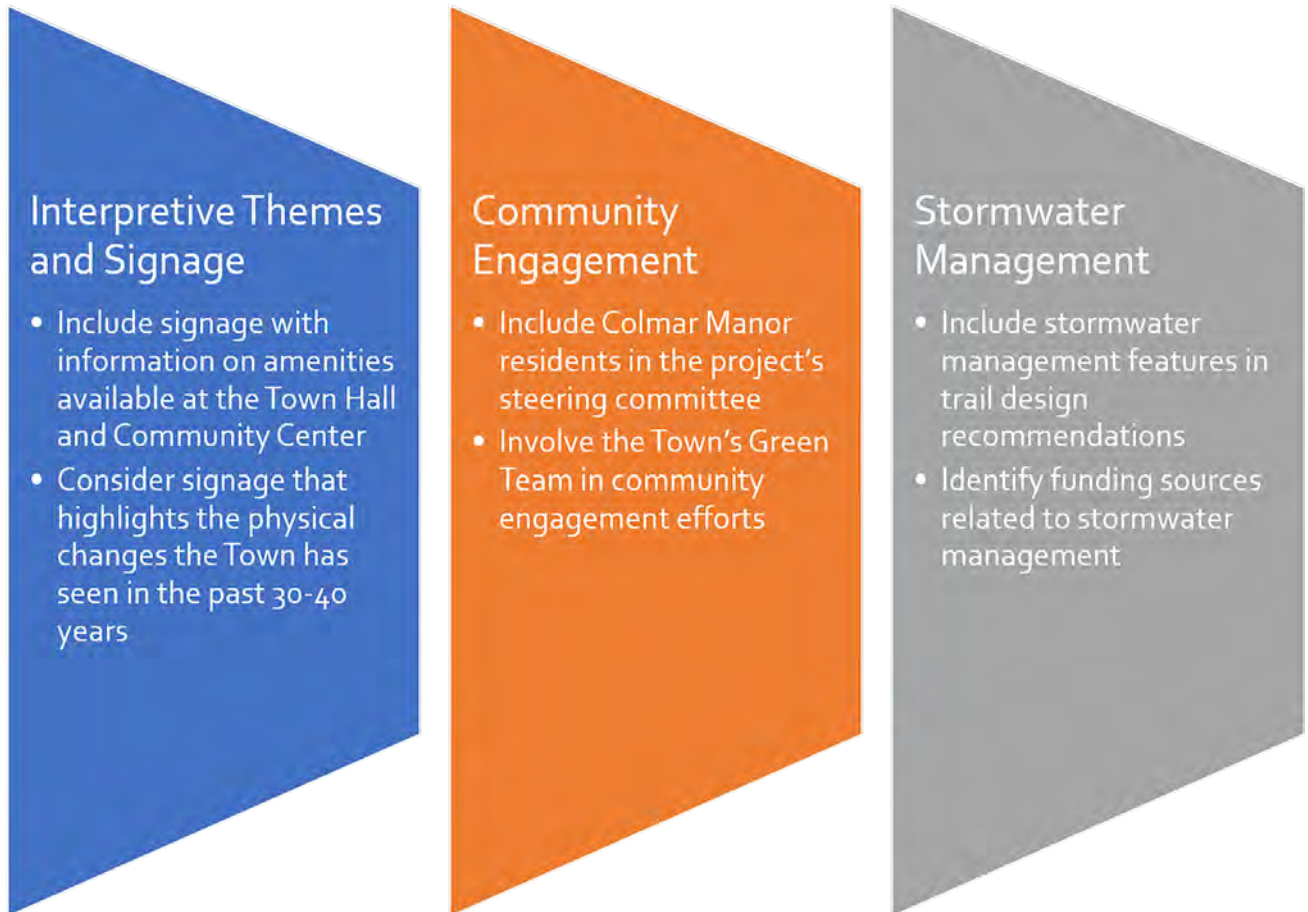 Interpretive Themes
and Signage
• Include signage with
information on amenities
available at the Town Hall
and Community Center
• Consider signage that
highlights the physical
changes the Town has
seen in the past 30-40
years
Community
Engagement
• Include Colmar Manor
residents in the project's
steering committee
• Involve the Town's Green
Team in community
engagement efforts
Stormwater
Management
• Include stormwater
management features in
trail design
recommendations
• Identify funding sources
related to stormwater
management